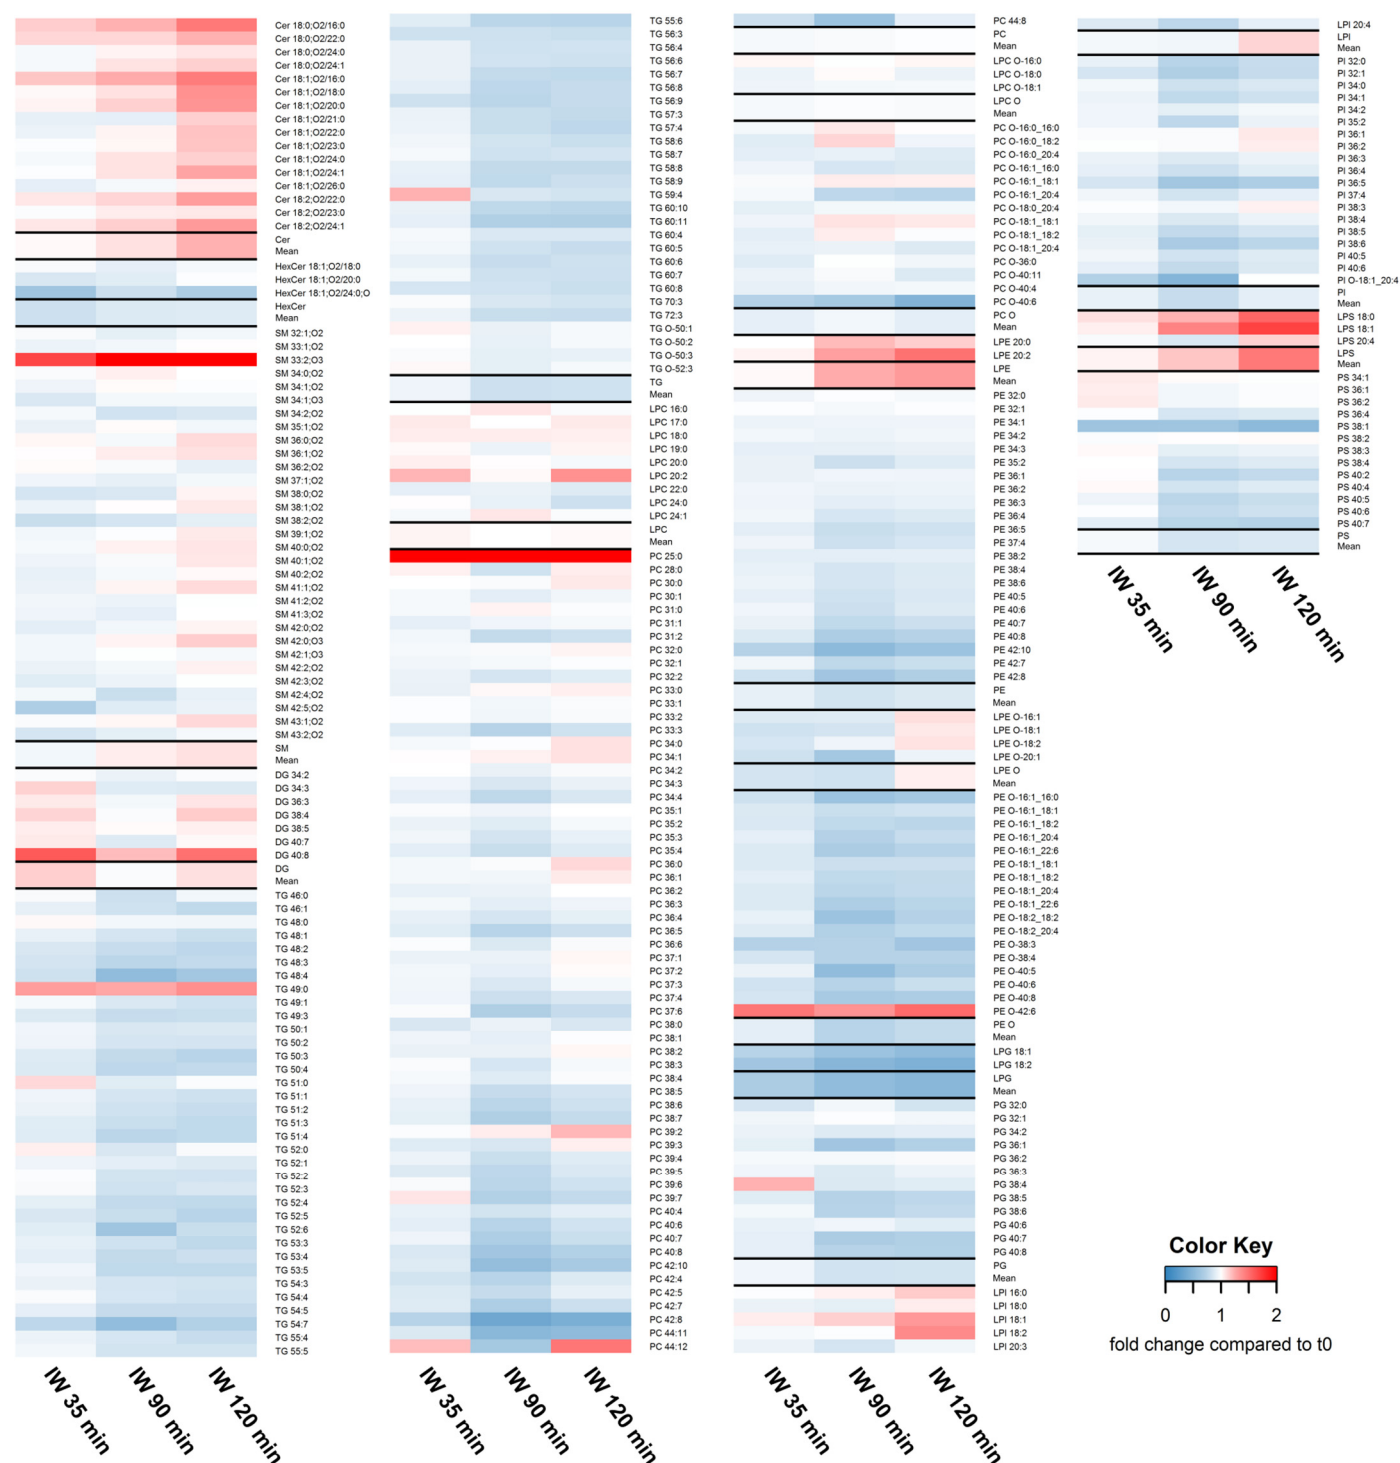 Cer 18:0;O2/16:0
Cer 18:0;O2/22:0
Cer 18:0;O2/24:0
Cer 18:0;O2/24:1
Cer 18:1;O2/16:0
Cer 18:1;O2/18:0
Cer 18:1;O2/20:0
Cer 18:1;O2/21:0
Cer 18:1;O2/22:0
Cer 18:1;O2/23:0
Cer 18:1;O2/24:0
Cer 18:1;O2/24:1
Cer 18:1;O2/26:0
Cer 18:2;O2/22:0
Cer 18:2;O2/23:0
Cer 18:2;O2/24:1
Cer
Mean
HexCer 18:1;O2/18:0
HexCer 18:1;O2/20:0
HexCer 18:1;O2/24:0;O
HexCer
Mean
SM 32:1;O2
SM 33:1;O2
SM 33:2;O3
SM 34:0;O2
SM 34:1;O2
SM 34:1;O3
SM 34:2;O2
SM 35:1;O2
SM 36:0;O2
SM 36:1;O2
SM 36:2;O2
SM 37:1;O2
SM 38:0;O2
SM 38:1;O2
SM 38:2;O2
SM 39:1;O2
SM 40:0;O2
SM 40:1;O2
SM 40:2;O2
SM 41:1;O2
SM 41:2;O2
SM 41:3;O2
SM 42:0;O2
SM 42:0;O3
SM 42:1;O3
SM 42:2;O2
SM 42:3;O2
SM 42:4;O2
SM 42:5;O2
SM 43:1;O2
SM 43:2;O2
SM
Mean
DG 34:2
DG 34:3
DG 36:3
DG 38:4
DG 38:5
DG 40:7
DG 40:8
DG
Mean
TG 46:0
TG 46:1
TG 48:0
TG 48:1
TG 48:2
TG 48:3
TG 48:4
TG 49:0
TG 49:1
TG 49:3
TG 50:1
TG 50:2
TG 50:3
TG 50:4
TG 51:0
TG 51:1
TG 51:2
TG 51:3
TG 51:4
TG 52:0
TG 52:1
TG 52:2
TG 52:3
TG 52:4
TG 52:5
TG 52:6
TG 53:3
TG 53:4
TG 53:5
TG 54:3
TG 54:4
TG 54:5
TG 54:7
TG 55:4
TG 55:5
IW 35 min
IW 90 min
IW 120 min
TG 55:6
TG 56:3
TG 56:4
TG 56:6
TG 56:7
TG 56:8
TG 56:9
TG 57:3
TG 57:4
TG 58:6
TG 58:7
TG 58:8
TG 58:9
TG 59:4
TG 60:10
TG 60:11
TG 60:4
TG 60:5
TG 60:6
TG 60:7
TG 60:8
TG 70:3
TG 72:3
TG O-50:1
TG O-50:2
TG O-50:3
TG O-52:3
TG
Mean
LPC 16:0
LPC 17:0
LPC 18:0
LPC 19:0
LPC 20:0
LPC 20:2
LPC 22:0
LPC 24:0
LPC 24:1
LPC
Mean
PC 25:0
PC 28:0
PC 30:0
PC 30:1
PC 31:0
PC 31:1
PC 31:2
PC 32:0
PC 32:1
PC 32:2
PC 33:0
PC 33:1
PC 33:2
PC 33:3
PC 34:0
PC 34:1
PC 34:2
PC 34:3
PC 34:4
PC 35:1
PC 35:2
PC 35:3
PC 35:4
PC 36:0
PC 36:1
PC 36:2
PC 36:3
PC 36:4
PC 36:5
PC 36:6
PC 37:1
PC 37:2
PC 37:3
PC 37:4
PC 37:6
PC 38:0
PC 38:1
PC 38:2
PC 38:3
PC 38:4
PC 38:5
PC 38:6
PC 38:7
PC 39:2
PC 39:3
PC 39:4
PC 39:5
PC 39:6
PC 39:7
PC 40:4
PC 40:6
PC 40:7
PC 40:8
PC 42:10
PC 42:4
PC 42:5
PC 42:7
PC 42:8
PC 44:11
PC 44:12
IW 35 min
IW 90 min
IW 120 min
PC 44:8
PC
Mean
LPC O-16:0
LPC O-18:0
LPC O-18:1
LPC O
Mean
PC O-16:0_16:0
PC O-16:0_18:2
PC O-16:0_20:4
PC O-16:1_16:0
PC O-16:1_18:1
PC O-16:1_20:4
PC O-18:0_20:4
PC O-18:1_18:1
PC O-18:1_18:2
PC O-18:1_20:4
PC O-36:0
PC O-40:11
PC O-40:4
PC O-40:6
PC O
Mean
LPE 20:0
LPE 20:2
LPE
Mean
PE 32:0
PE 32:1
PE 34:1
PE 34:2
PE 34:3
PE 35:2
PE 36:1
PE 36:2
PE 36:3
PE 36:4
PE 36:5
PE 37:4
PE 38:2
PE 38:4
PE 38:6
PE 40:5
PE 40:6
PE 40:7
PE 40:8
PE 42:10
PE 42:7
PE 42:8
PE
Mean
LPE O-16:1
LPE O-18:1
LPE O-18:2
LPE O-20:1
LPE O
Mean
PE O-16:1_16:0
PE O-16:1_18:1
PE O-16:1_18:2
PE O-16:1_20:4
PE O-16:1_22:6
PE O-18:1_18:1
PE O-18:1_18:2
PE O-18:1_20:4
PE O-18:1_22:6
PE O-18:2_18:2
PE O-18:2_20:4
PE O-38:3
PE O-38:4
PE O-40:5
PE O-40:6
PE O-40:8
PE O-42:6
PE O
Mean
LPG 18:1
LPG 18:2
LPG
Mean
PG 32:0
PG 32:1
PG 34:2
PG 36:1
PG 36:2
PG 36:3
PG 38:4
PG 38:5
PG 38:6
PG 40:6
PG 40:7
PG 40:8
PG
Mean
LPI 16:0
LPI 18:0
LPI 18:1
LPI 18:2
LPI 20:3
IW 35 min
IW 90 min
IW 120 min
LPI 20:4
LPI
Mean
PI 32:0
PI 32:1
PI 34:0
PI 34:1
PI 34:2
PI 35:2
PI 36:1
PI 36:2
PI 36:3
PI 36:4
PI 36:5
PI 37:4
PI 38:3
PI 38:4
PI 38:5
PI 38:6
PI 40:5
PI 40:6
PI O-18:1_20:4
PI
Mean
LPS 18:0
LPS 18:1
LPS 20:4
LPS
Mean
PS 34:1
PS 36:1
PS 36:2
PS 36:4
PS 38:1
PS 38:2
PS 38:3
PS 38:4
PS 40:2
PS 40:4
PS 40:5
PS 40:6
PS 40:7
PS
Mean
IW 35 min
IW 90 min
IW 120 min
Color Key
0 1 2
fold change compared to t0